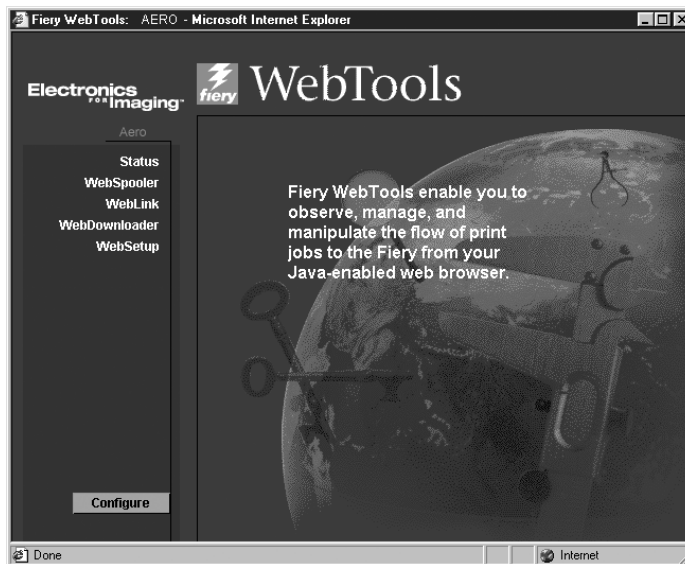 Fiery WebTools: AERO - Microsoft Internet Explorer
Electronics
FOR Imaging™
fiery
WebTools
Aero
Status
WebSpooler
WebLink
WebDownloader
WebSetup
Fiery WebTools enable you to
observe, manage, and
manipulate the flow of print
jobs to the Fiery from your
Java-enabled web browser.
Configure
Done
Internet